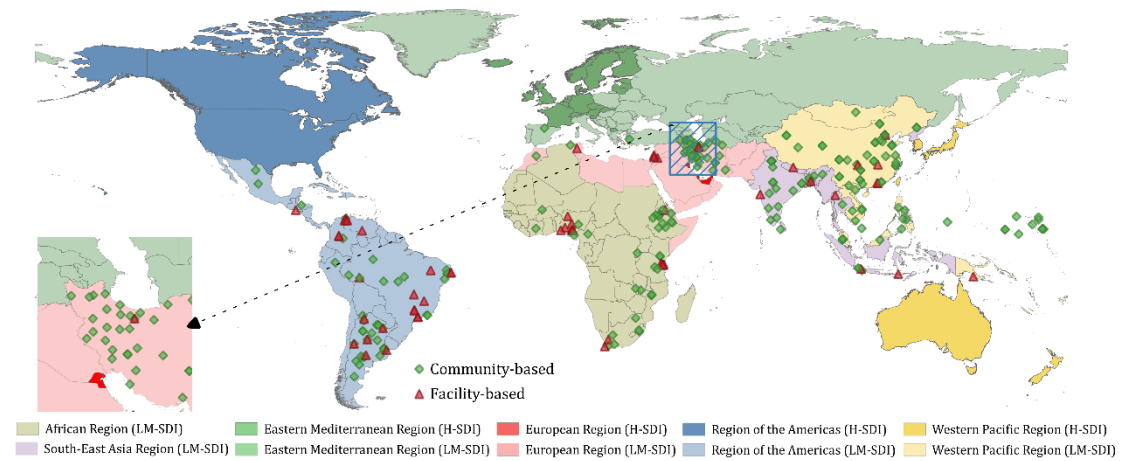 Community-based
Facility-based
African Region (LM-SDI)
Eastern Mediterranean Region (H-SDI)
European Region (H-SDI)
Region of the Americas (H-SDI)
Western Pacific Region (H-SDI)
South-East Asia Region (LM-SDI)
Eastern Mediterranean Region (LM-SDI)
European Region (LM-SDI)
Region of the Americas (LM-SDI)
Western Pacific Region (LM-SDI)